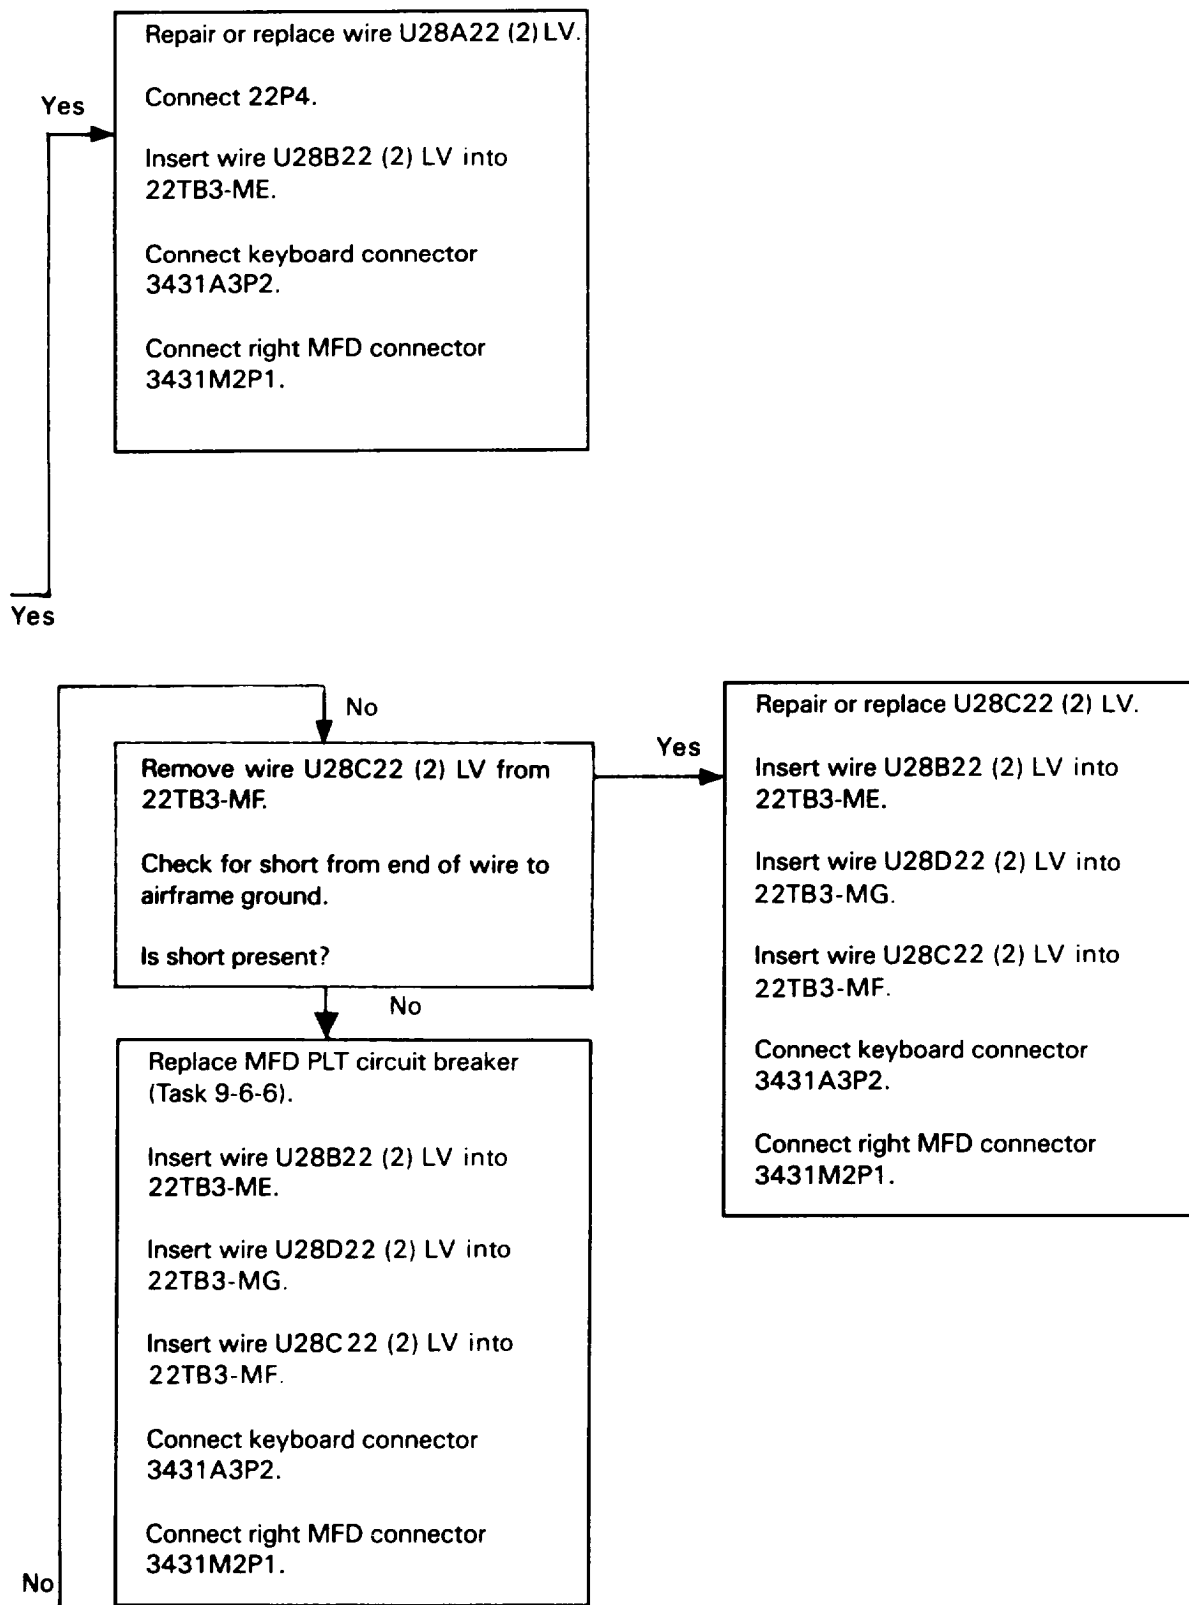 Repair or replace wire U28A22 (2) LV.
Connect 22P4.
Yes
Insert wire U28B22 (2) LV into
22TB3-ME.
Connect keyboard connector
3431A3P2.
Connect right MFD connector
3431M2P1.
Yes
No
Remove wire U28C22 (2) LV from
22TB3-MF.
Check for short from end of wire to
airframe ground.
Is short present?
Yes
Repair or replace U28C22 (2) LV.
Insert wire U28B22 (2) LV into
22TB3-ME.
Insert wire U28D22 (2) LV into
22TB3-MG.
Insert wire U28C22 (2) LV into
22TB3-MF.
Connect keyboard connector
3431A3P2.
Connect right MFD connector
3431M2P1.
No
Replace MFD PLT circuit breaker
(Task 9-6-6).
Insert wire U28B22 (2) LV into
22TB3-ME.
Insert wire U28D22 (2) LV into
22TB3-MG.
Insert wire U28C22 (2) LV into
22TB3-MF.
Connect keyboard connector
3431A3P2.
Connect right MFD connector
3431M2P1.
No